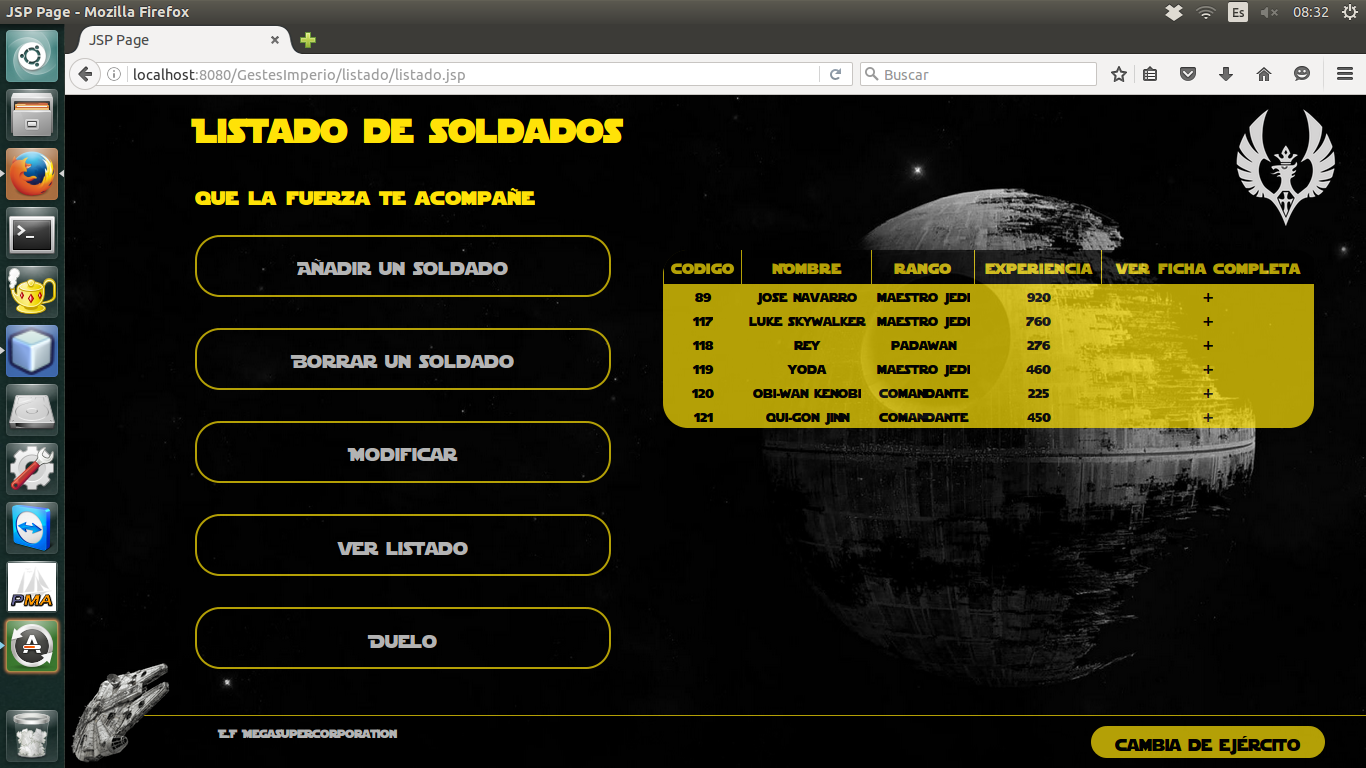 JSP Page - Mozilla Firefox
Es
08:32
JSP Page
localhost:8080/GestesImperio/listado/listado.jsp
Buscar
Listado de soldados
que la fuerza te acompañe
Añadir un soldado
Borrar un soldado
Modificar
Ver listado
Duelo
Codigo Nombre Rango Experiencia Ver ficha completa
89 Jose Navarro Maestro Jedi 920 +
117 Luke Skywalker Maestro Jedi 760 +
118 Rey Padawan 276 +
119 Yoda Maestro Jedi 460 +
120 Obi-Wan Kenobi Comandante 225 +
121 Qui-Gon Jinn Comandante 450 +
PMA
E.T MegaSuperCorporation
Cambia de ejército